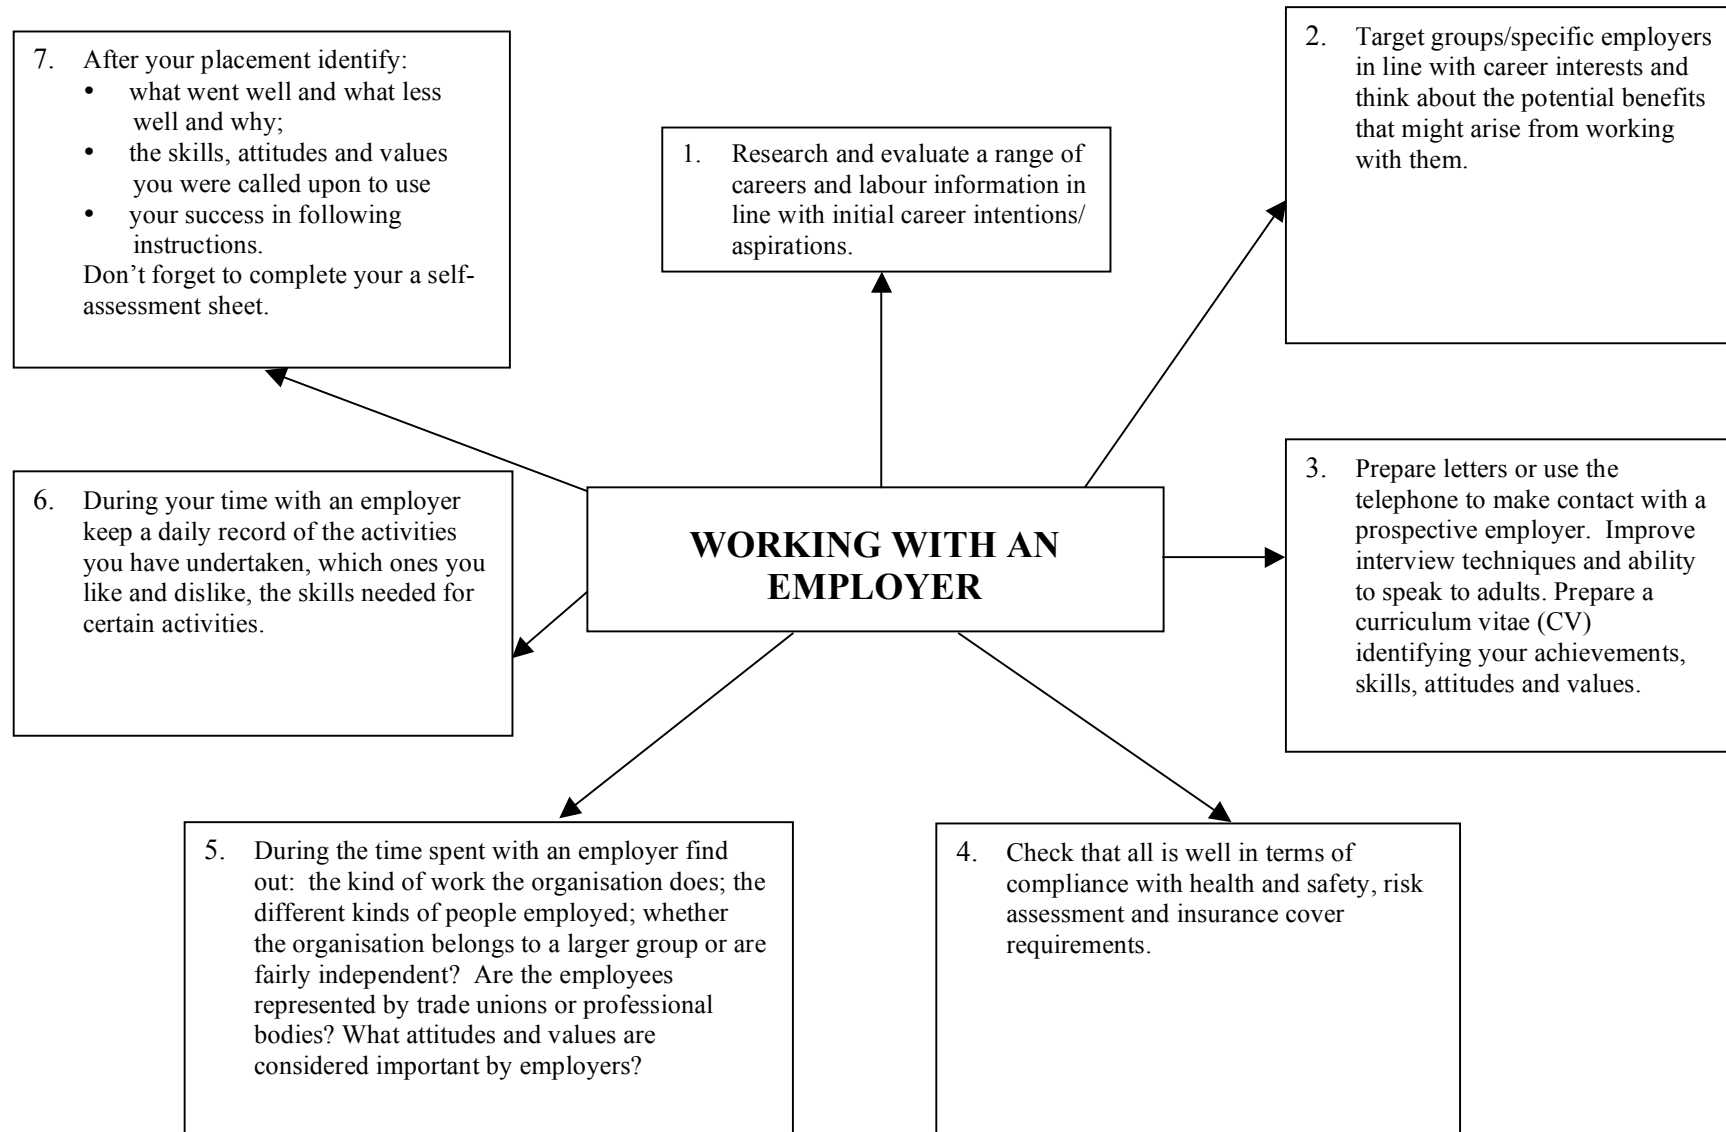 WORKING WITH AN
EMPLOYER
1. Research and evaluate a range of
careers and labour information in
line with initial career intentions/
aspirations.
2. Target groups/specific employers
in line with career interests and
think about the potential benefits
that might arise from working
with them.
3. Prepare letters or use the
telephone to make contact with a
prospective employer. Improve
interview techniques and ability
to speak to adults. Prepare a
curriculum vitae (CV)
identifying your achievements,
skills, attitudes and values.
4. Check that all is well in terms of
compliance with health and safety, risk
assessment and insurance cover
requirements.
5. During the time spent with an employer find
out: the kind of work the organisation does; the
different kinds of people employed; whether
the organisation belongs to a larger group or are
fairly independent? Are the employees
represented by trade unions or professional
bodies? What attitudes and values are
considered important by employers?
6. During your time with an employer
keep a daily record of the activities
you have undertaken, which ones you
like and dislike, the skills needed for
certain activities.
7. After your placement identify:
• what went well and what less
well and why;
• the skills, attitudes and values
you were called upon to use
• your success in following
instructions.
Don’t forget to complete your a self-
assessment sheet.